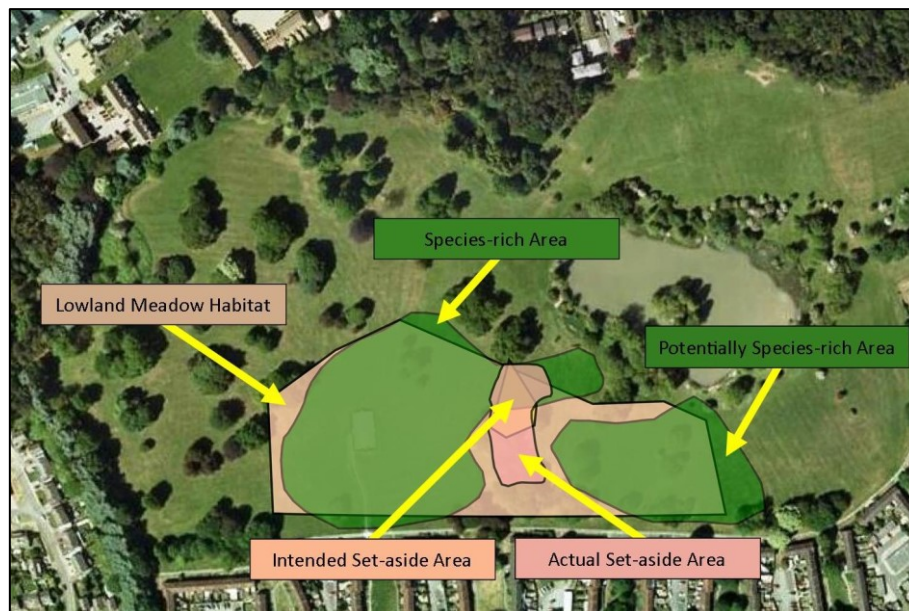 Species-rich Area
Lowland Meadow Habitat
Potentially Species-rich Area
Intended Set-aside Area
Actual Set-aside Area